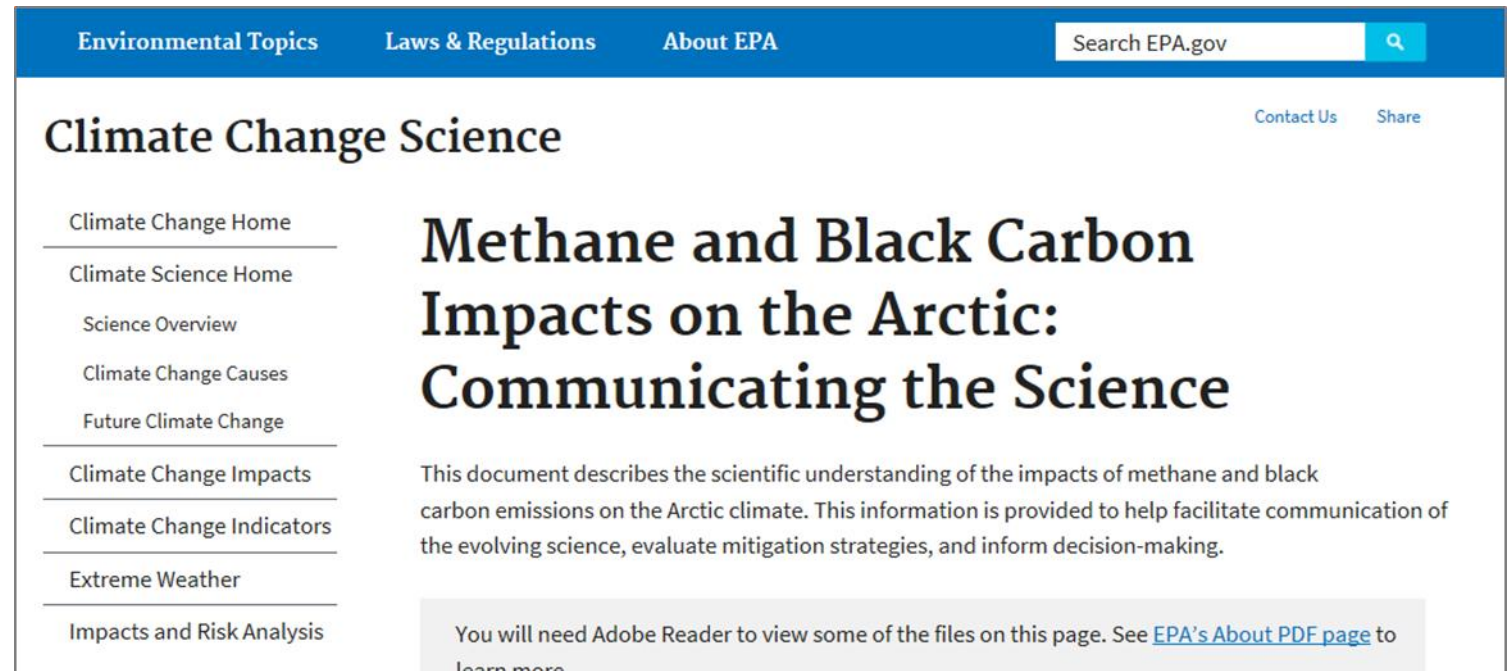 Environmental Topics Laws & Regulations About EPA Search EPA.gov
Contact Us Share
Climate Change Science
Climate Change Home
Climate Science Home
Science Overview
Climate Change Causes
Future Climate Change
Climate Change Impacts
Climate Change Indicators
Extreme Weather
Impacts and Risk Analysis
Methane and Black Carbon
Impacts on the Arctic:
Communicating the Science
This document describes the scientific understanding of the impacts of methane and black
carbon emissions on the Arctic climate. This information is provided to help facilitate communication of
the evolving science, evaluate mitigation strategies, and inform decision-making.
You will need Adobe Reader to view some of the files on this page. See EPA's About PDF page to
learn more